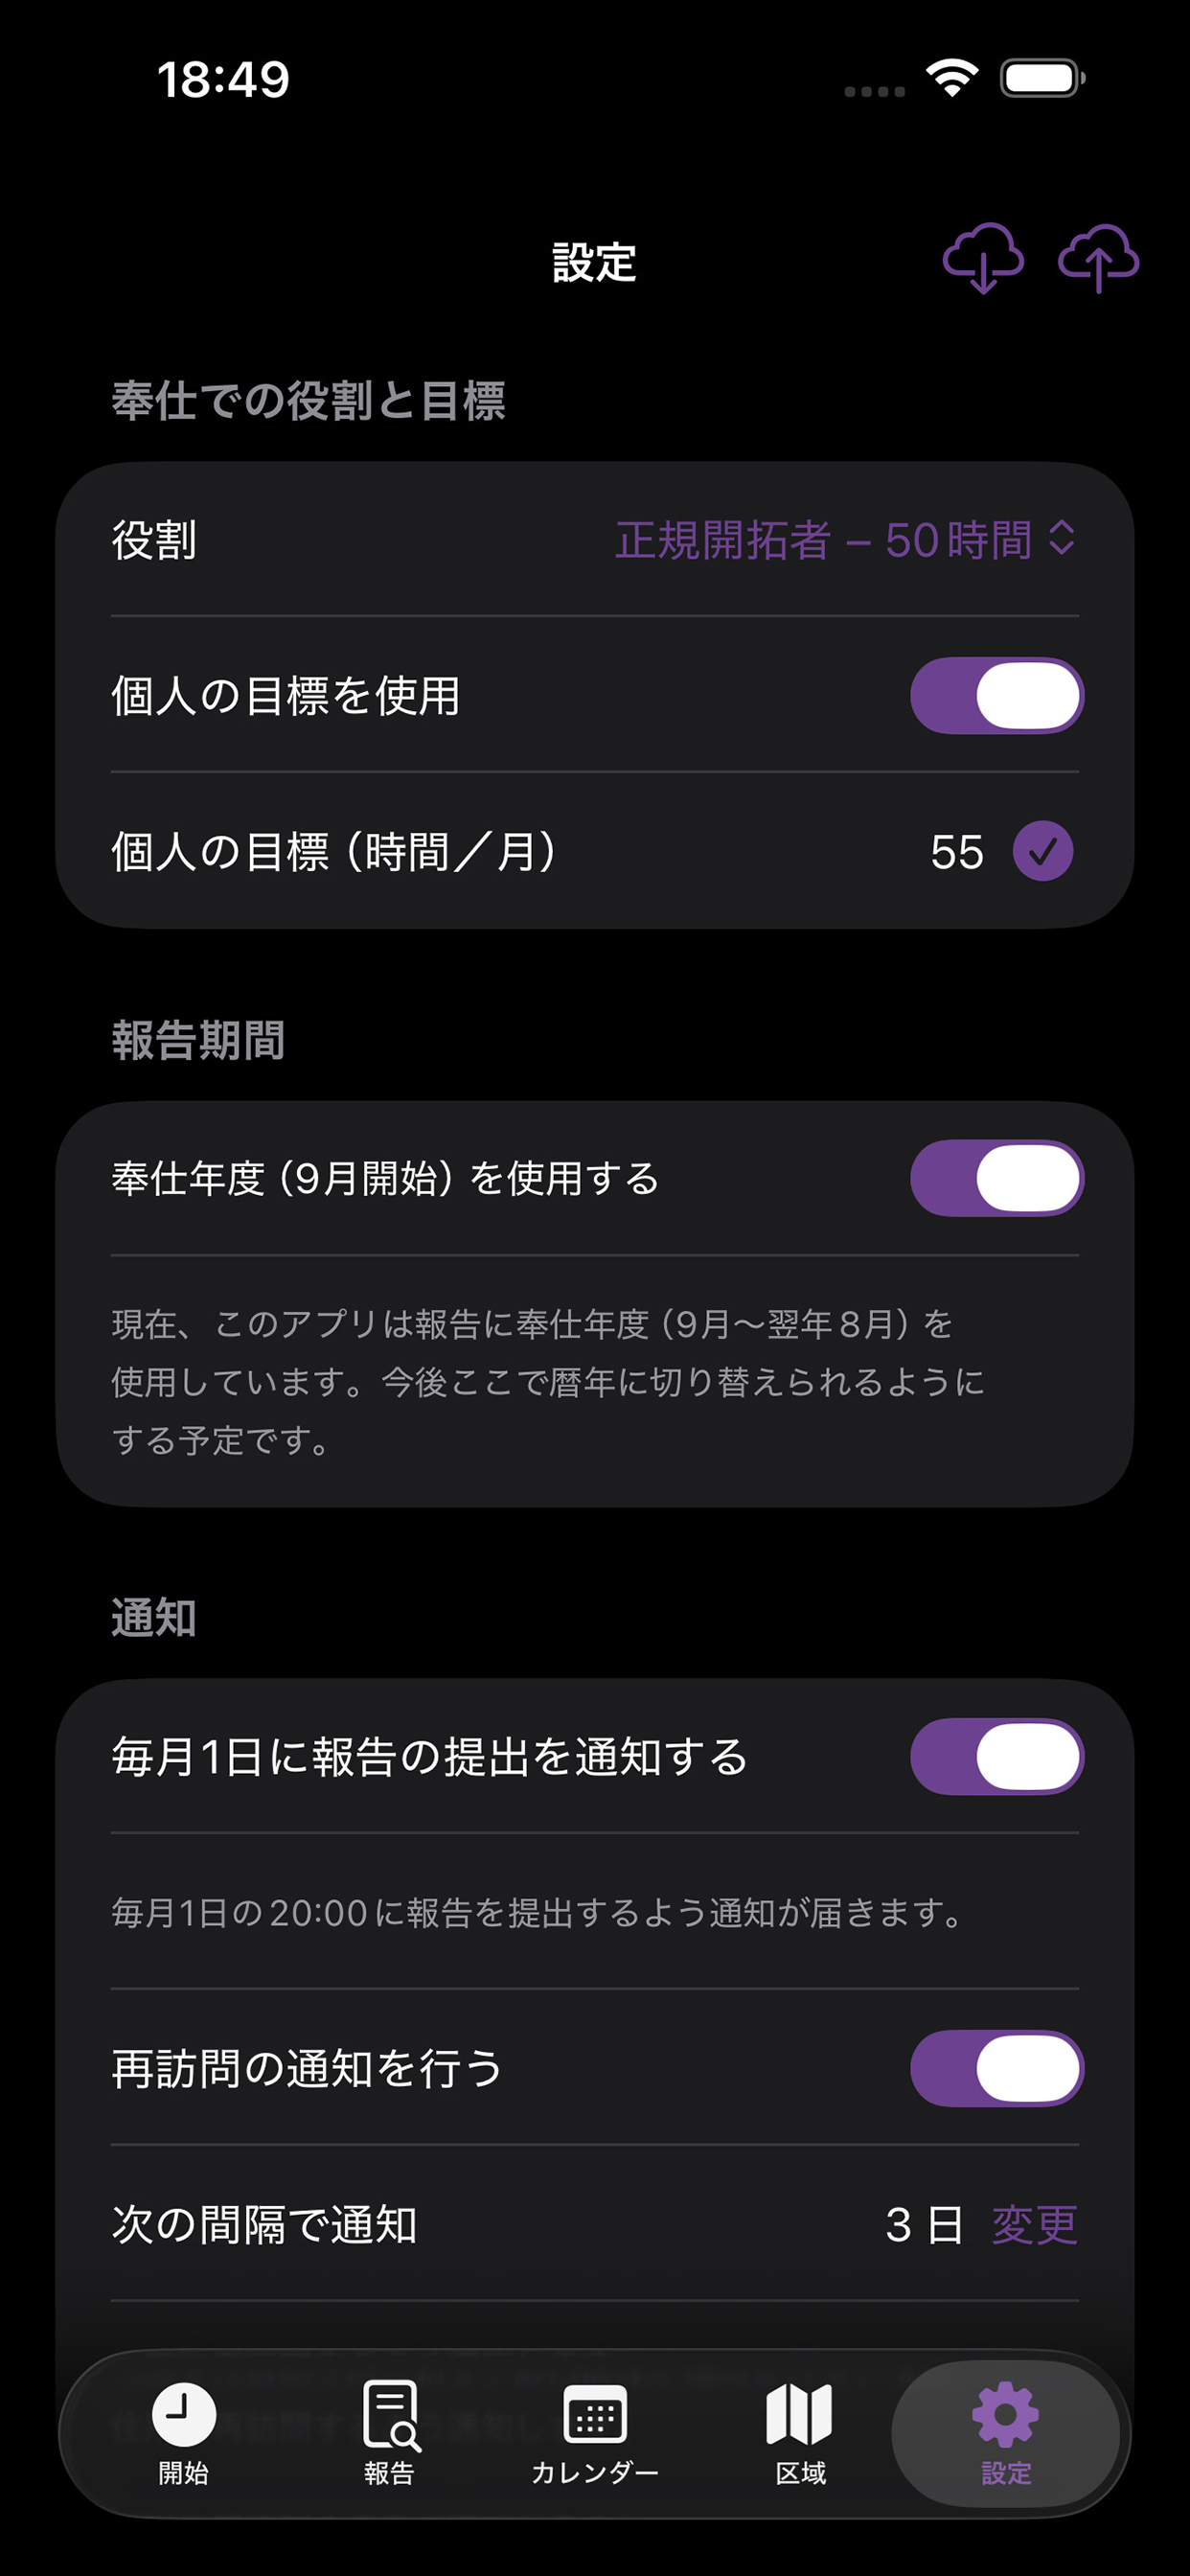 18:49
設定
奉仕での役割と目標
役割
正規開拓者 – 50時間
個人の目標を使用
個人の目標（時間／月）
55
報告期間
奉仕年度（9月開始）を使用する
現在、このアプリは報告に奉仕年度（9月〜翌年8月）を
使用しています。今後ここで暦年に切り替えられるように
する予定です。
通知
毎月1日に報告の提出を通知する
毎月1日の20:00に報告を提出するよう通知が届きます。
再訪問の通知を行う
次の間隔で通知
3 日 変更
開始
報告
カレンダー
区域
設定